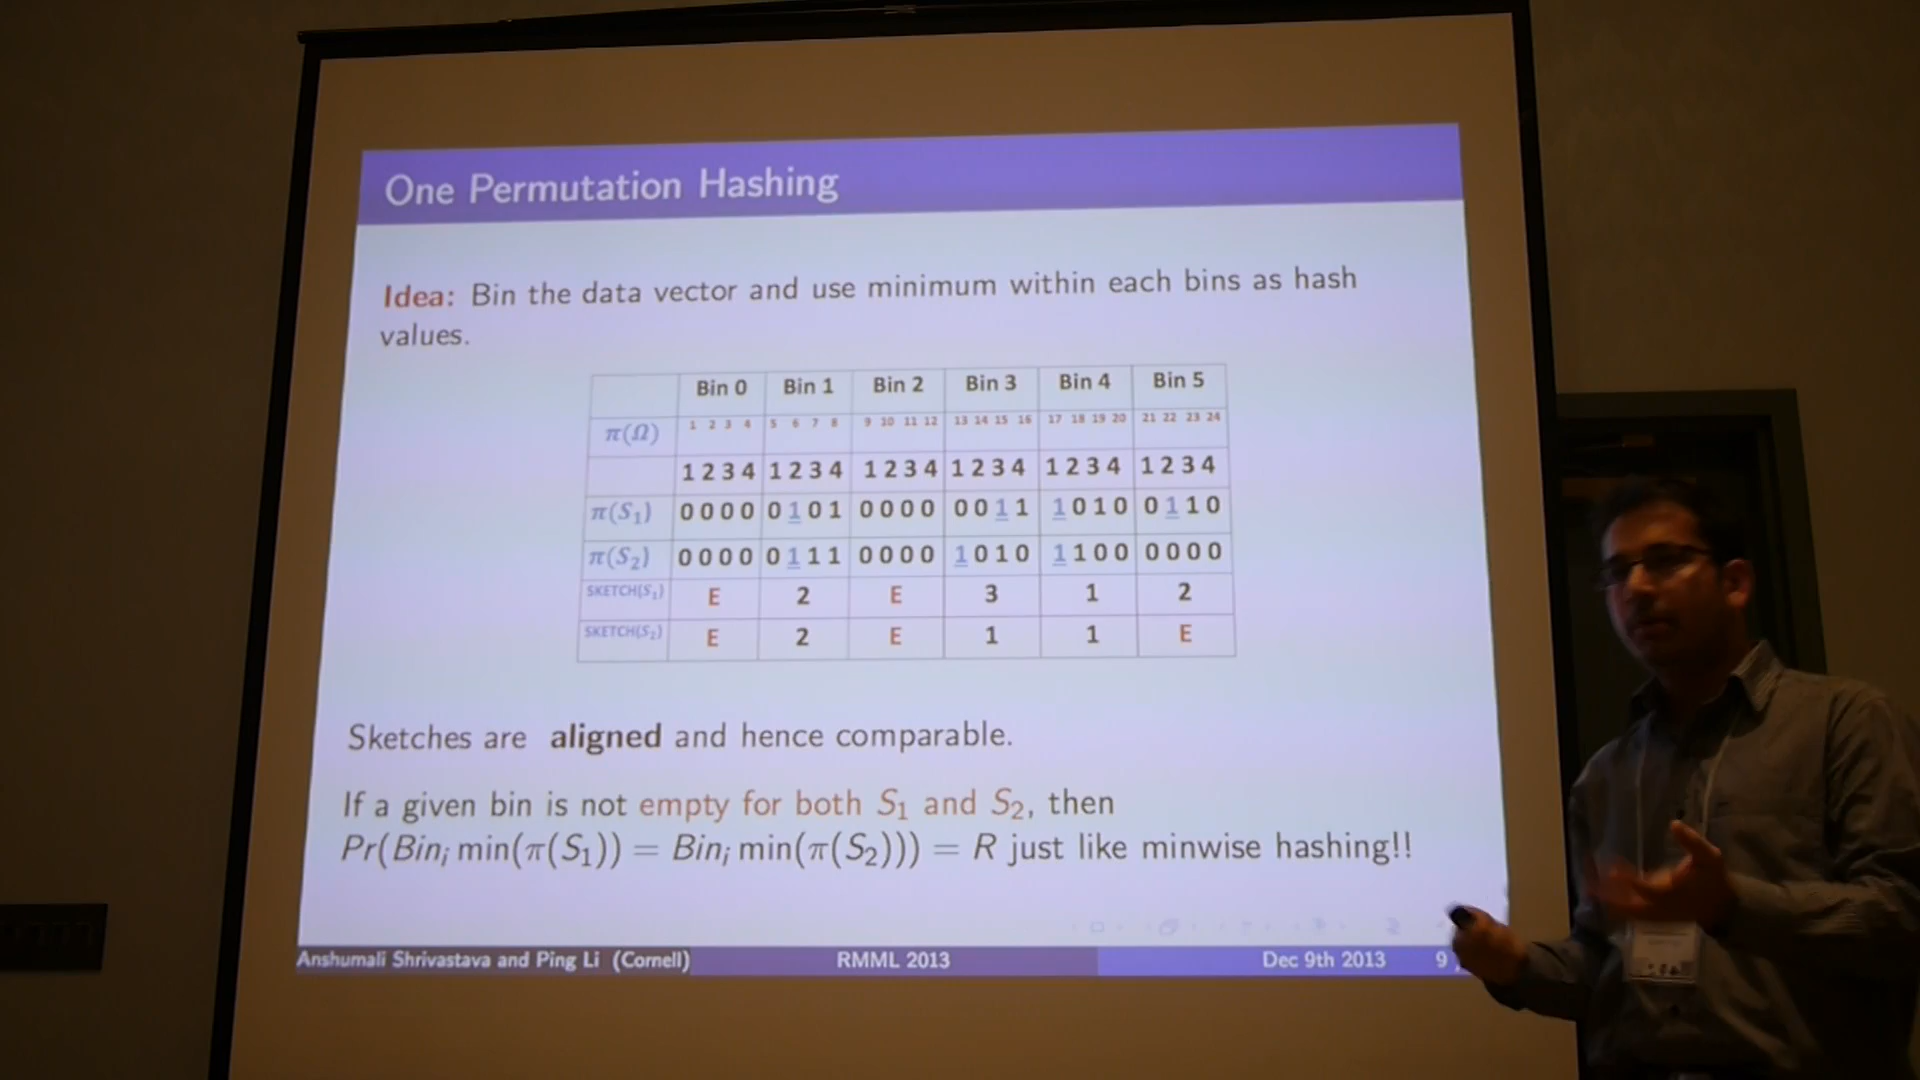 One Permutation Hashing
Idea: Bin the data vector and use minimum within each bins as hash
values.
Bin 0 Bin 1 Bin 2 Bin 3 Bin 4 Bin 5
π(Ω) 1 2 3 4 5 6 7 8 9 10 11 12 13 14 15 16 17 18 19 20 21 22 23 24
1 2 3 4 1 2 3 4 1 2 3 4 1 2 3 4 1 2 3 4 1 2 3 4
π(S₁) 0 0 0 0 0 1 0 1 0 0 0 0 0 0 1 1 1 0 1 0 0 1 1 0
π(S₂) 0 0 0 0 0 1 1 1 0 0 0 0 1 0 1 0 1 1 0 0 0 0 0 0
SKETCH(S₁) E 2 E 3 1 2
SKETCH(S₂) E 2 E 1 1 E
Sketches are aligned and hence comparable.
If a given bin is not empty for both S₁ and S₂, then
Pr(Binᵢ min(π(S₁)) = Binᵢ min(π(S₂))) = R just like minwise hashing!!
Anshumali Shrivastava and Ping Li (Cornell) RMML 2013 Dec 9th 2013 9